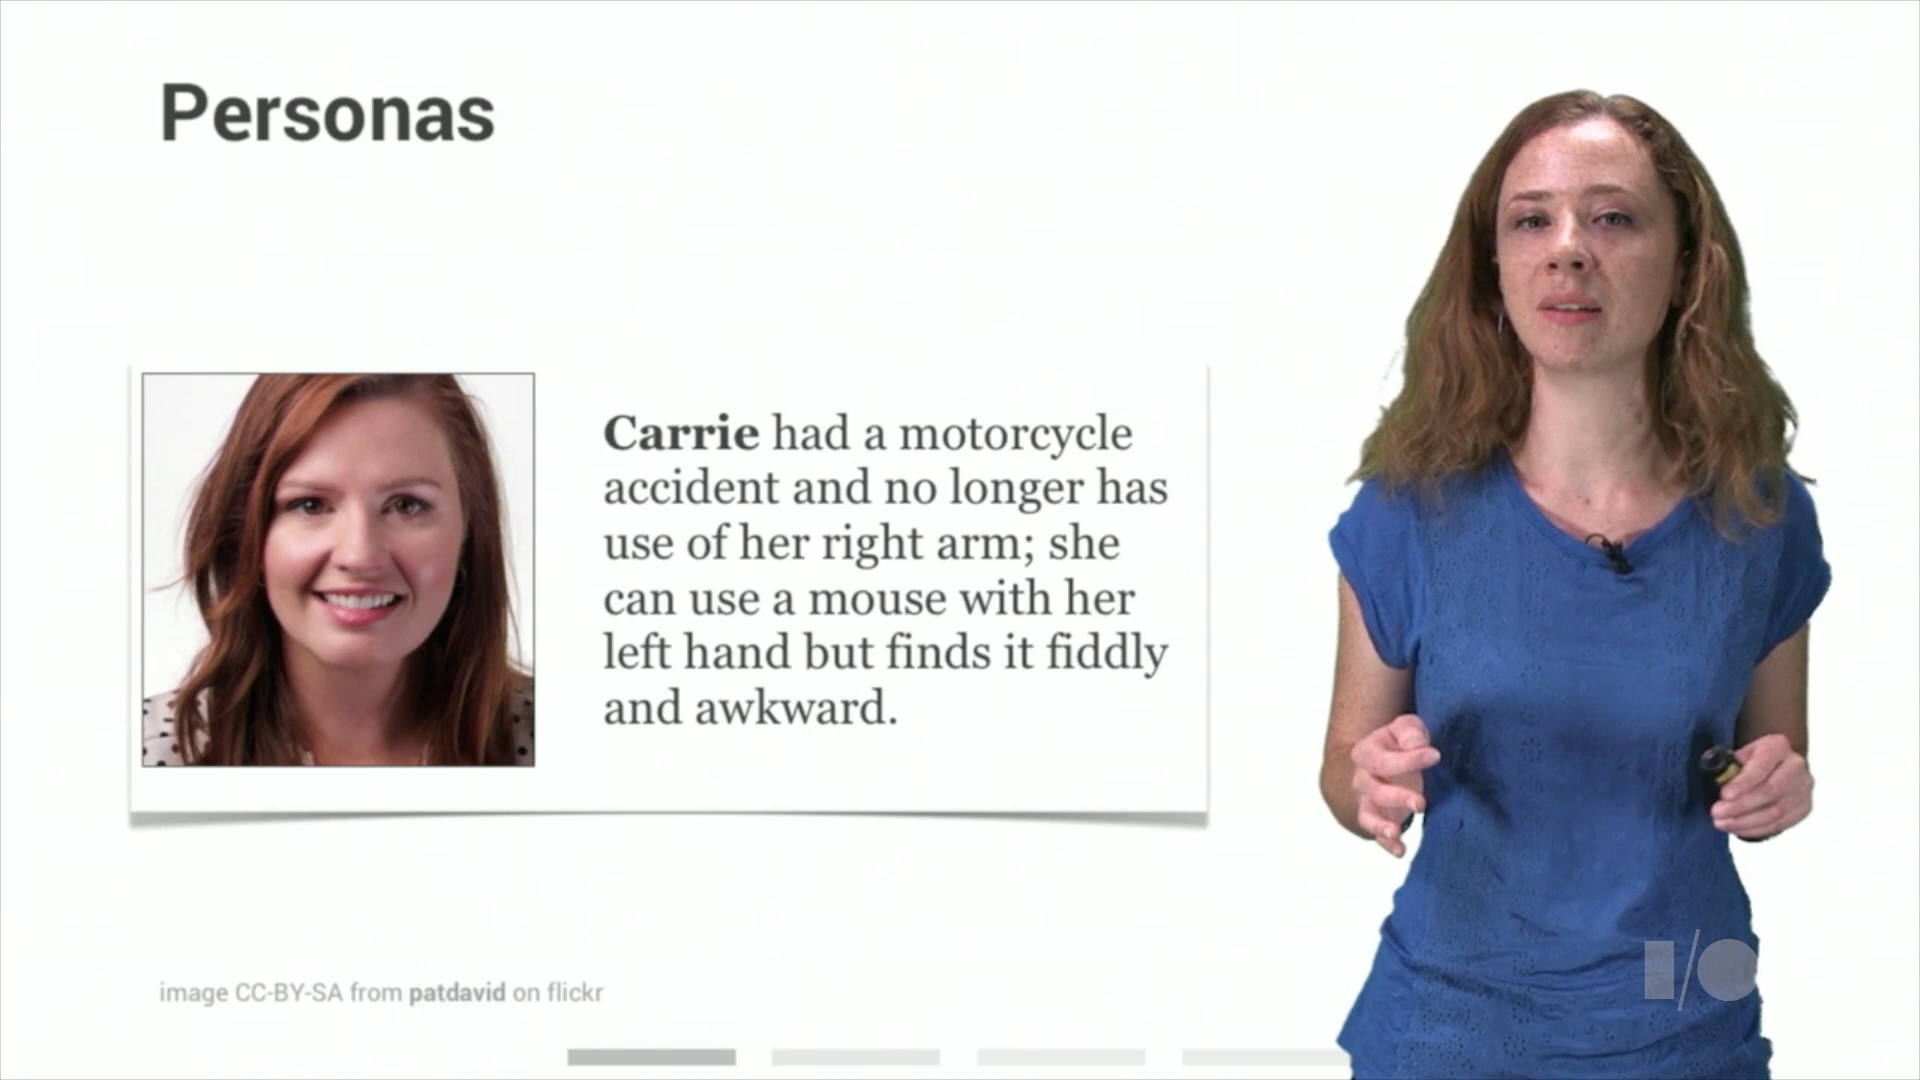 Personas
Carrie had a motorcycle
accident and no longer has
use of her right arm; she
can use a mouse with her
left hand but finds it fiddly
and awkward.
image CC-BY-SA from patdavid on flickr
I/O